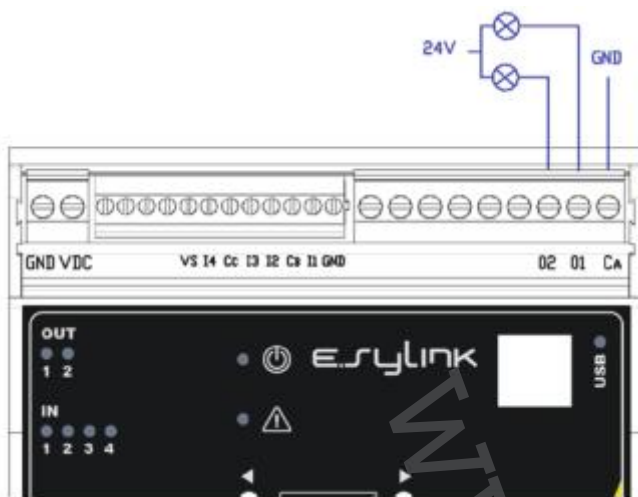 24V
GND
GND VDC VS I4 Cc I3 I2 CB I1 GND O2 O1 CA
OUT
1 2
E.sylink
USB
IN
1 2 3 4